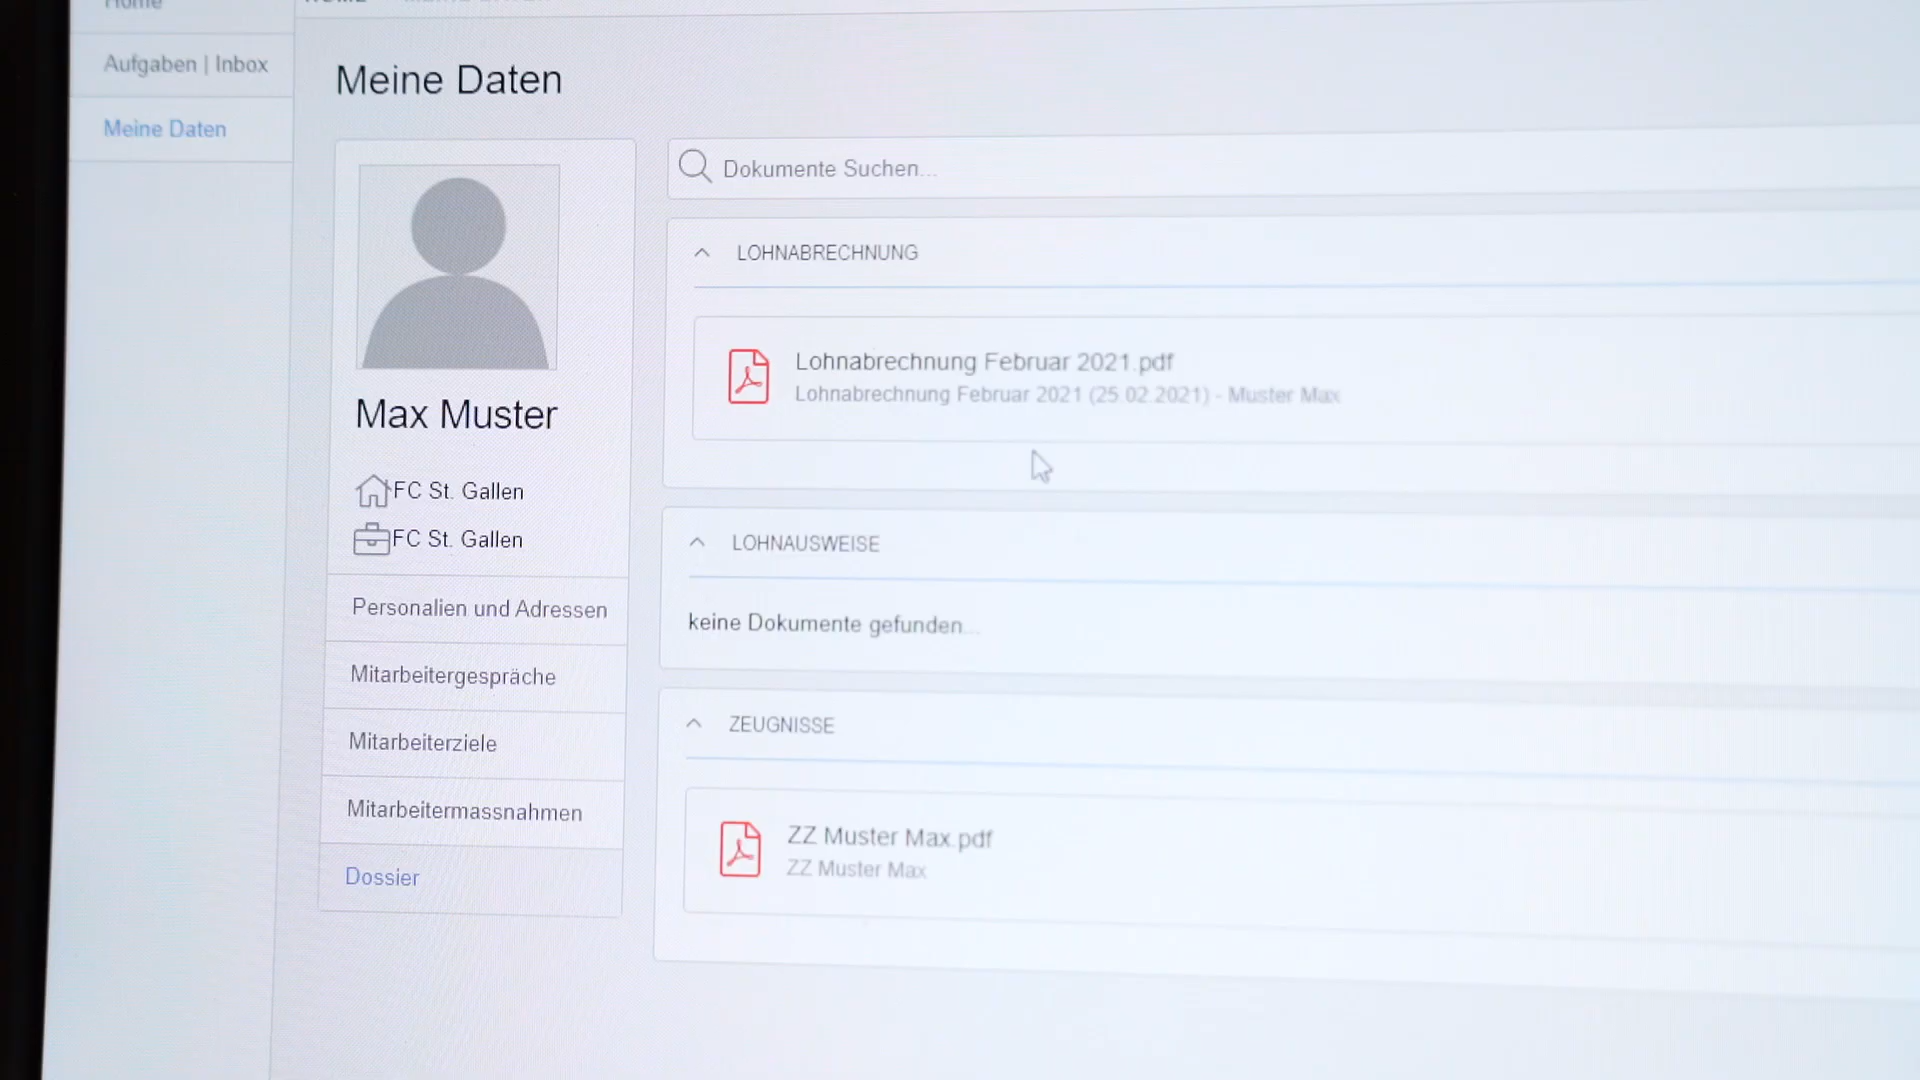 Home
Aufgaben | Inbox
Meine Daten
Meine Daten
Max Muster
FC St. Gallen
FC St. Gallen
Personalien und Adressen
Mitarbeitergespräche
Mitarbeiterziele
Mitarbeitermassnahmen
Dossier
Dokumente Suchen...
LOHNABRECHNUNG
Lohnabrechnung Februar 2021.pdf
Lohnabrechnung Februar 2021 (25.02.2021) - Muster Max
LOHNAUSWEISE
keine Dokumente gefunden...
ZEUGNISSE
ZZ Muster Max.pdf
ZZ Muster Max